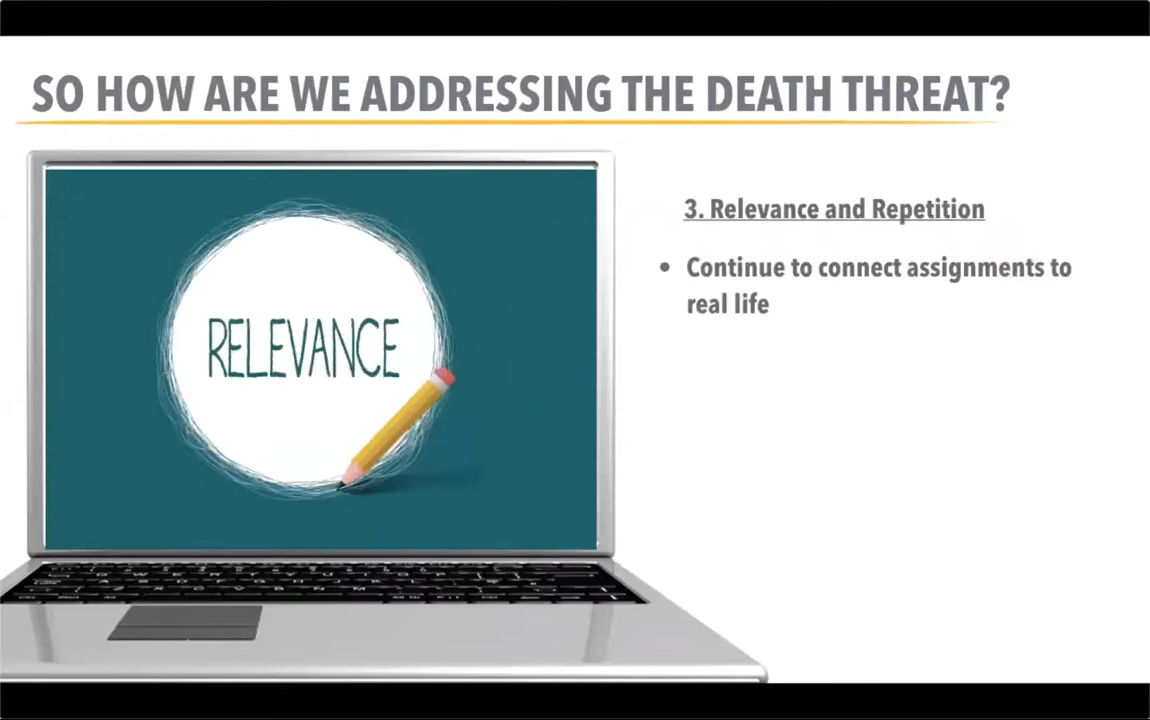 SO HOW ARE WE ADDRESSING THE DEATH THREAT?
RELEVANCE
3. Relevance and Repetition
• Continue to connect assignments to
real life